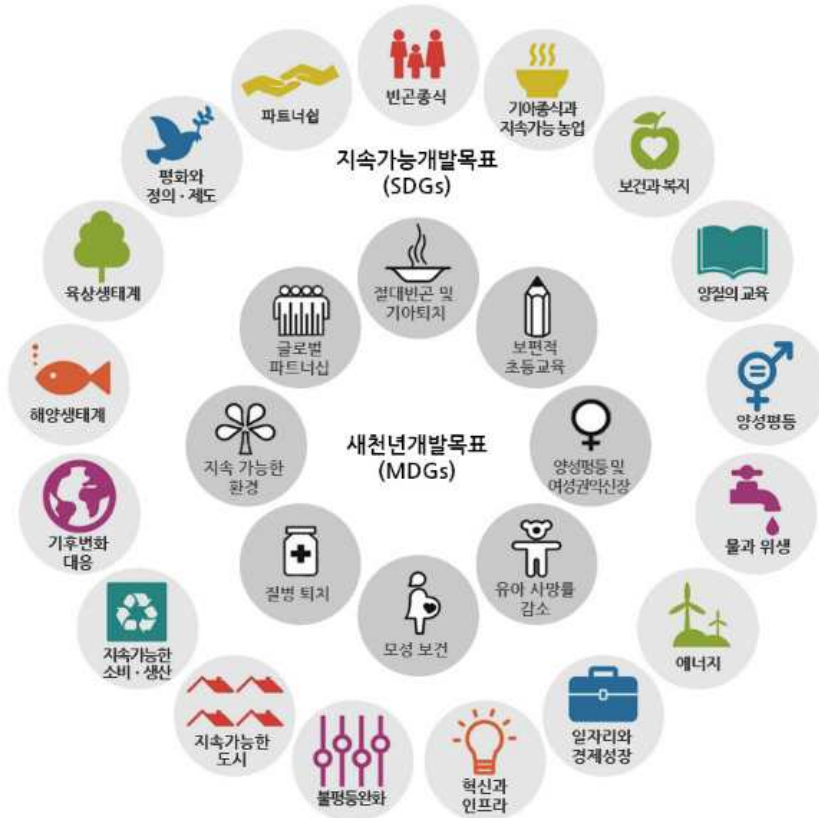 빈곤종식
기아종식과
지속가능 농업
보건과 복지
양질의 교육
양성평등
물과 위생
에너지
일자리와
경제성장
혁신과
인프라
불평등완화
지속가능한
도시
지속가능한
소비 · 생산
기후변화
대응
해양생태계
육상생태계
평화와
정의 · 제도
파트너쉽
지속가능개발목표
(SDGs)
절대빈곤 및
기아퇴치
보편적
초등교육
양성평등 및
여성권익신장
유아 사망률
감소
모성 보건
질병 퇴치
지속 가능한
환경
글로벌
파트너십
새천년개발목표
(MDGs)